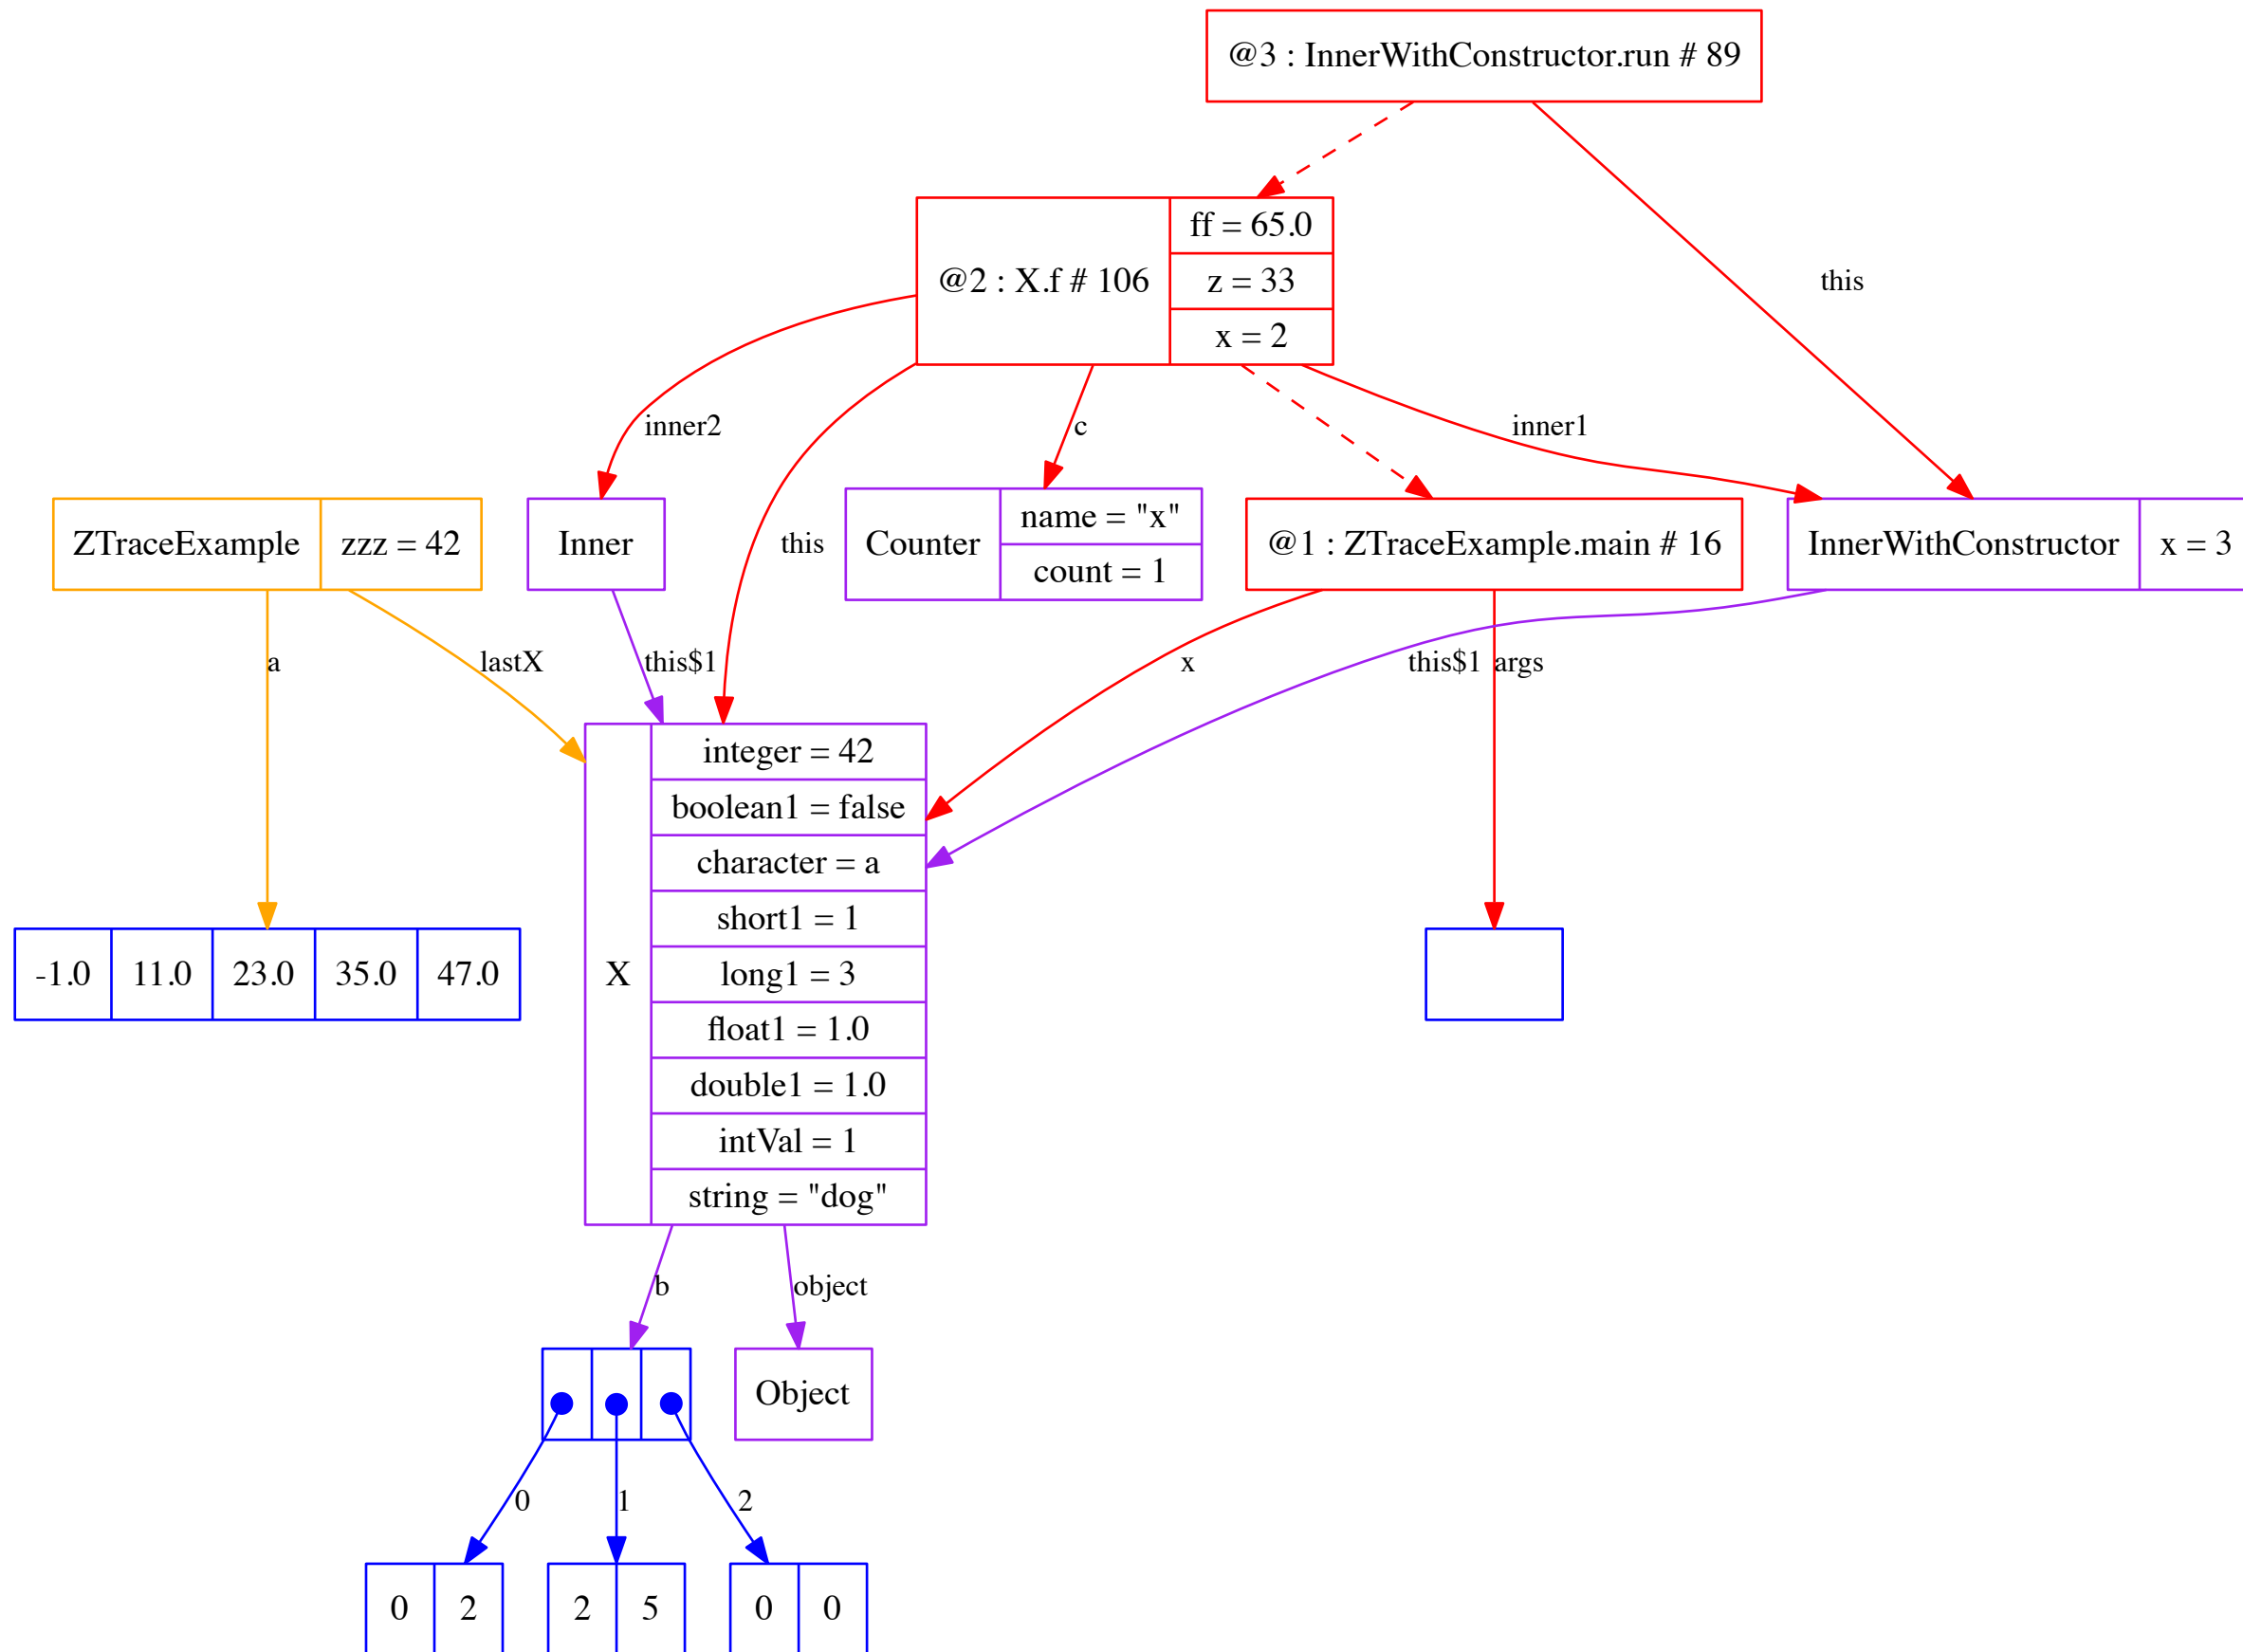 @3 : InnerWithConstructor.run # 89
@2 : X.f # 106
ff = 65.0
z = 33
x = 2
this
inner2
c
inner1
ZTraceExample
zzz = 42
Inner
this
Counter
name = "x"
count = 1
@1 : ZTraceExample.main # 16
InnerWithConstructor
x = 3
a
lastX
this$1
x
this$1
args
X
integer = 42
boolean1 = false
character = a
short1 = 1
long1 = 3
float1 = 1.0
double1 = 1.0
intVal = 1
string = "dog"
-1.0 11.0 23.0 35.0 47.0
b
object
Object
0
1
2
0 2
2 5
0 0